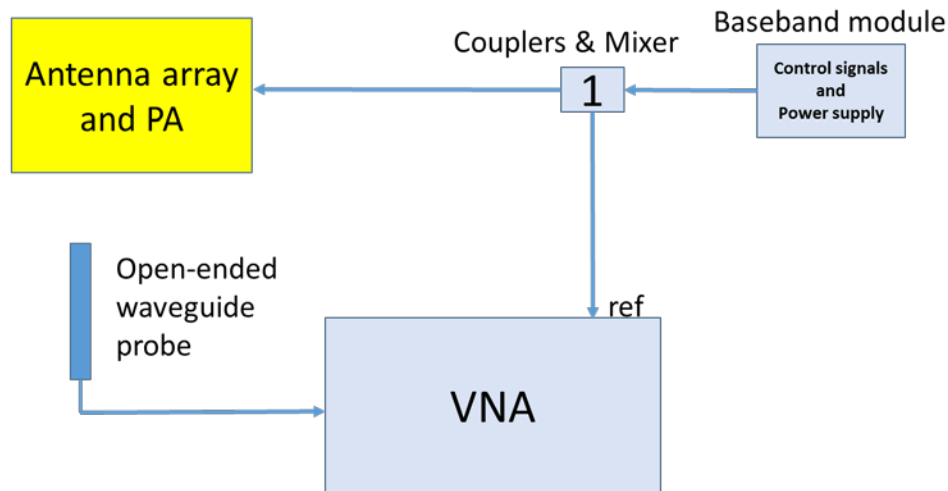 Baseband module
Couplers & Mixer
Antenna array
and PA
1
Control signals
and
Power supply
Open-ended
waveguide
probe
ref
VNA